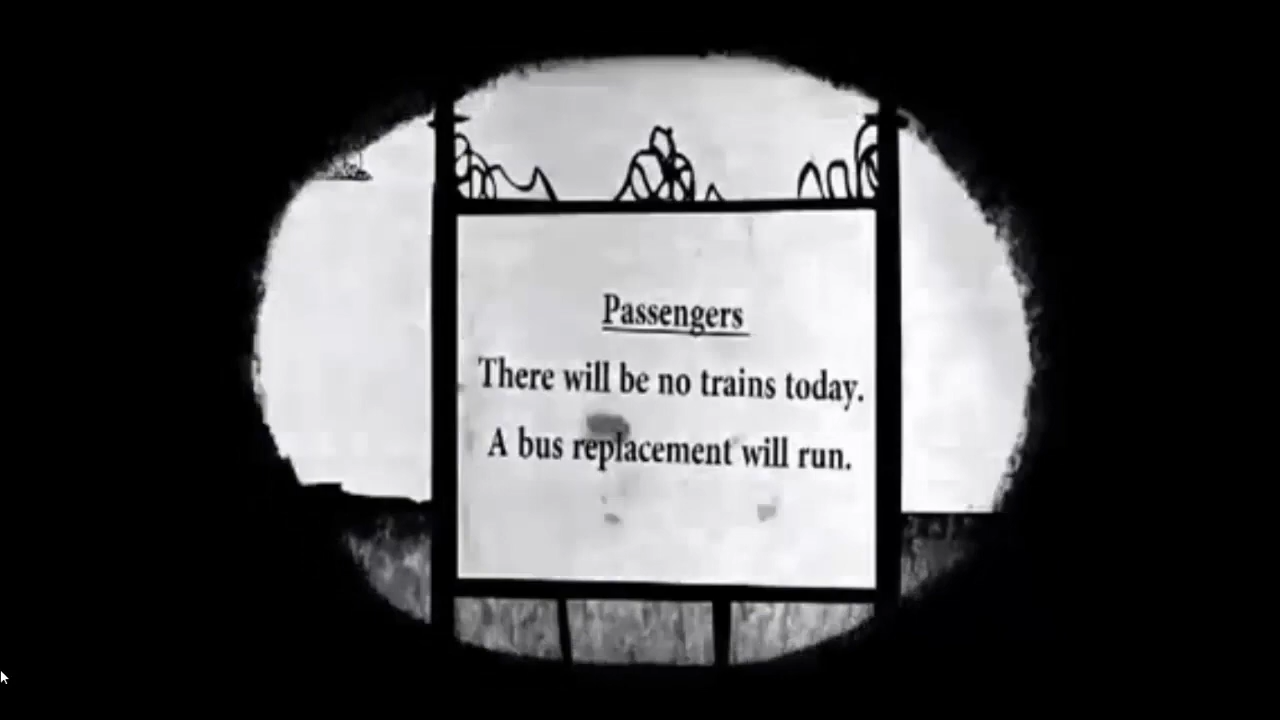 Passengers
There will be no trains today.
A bus replacement will run.